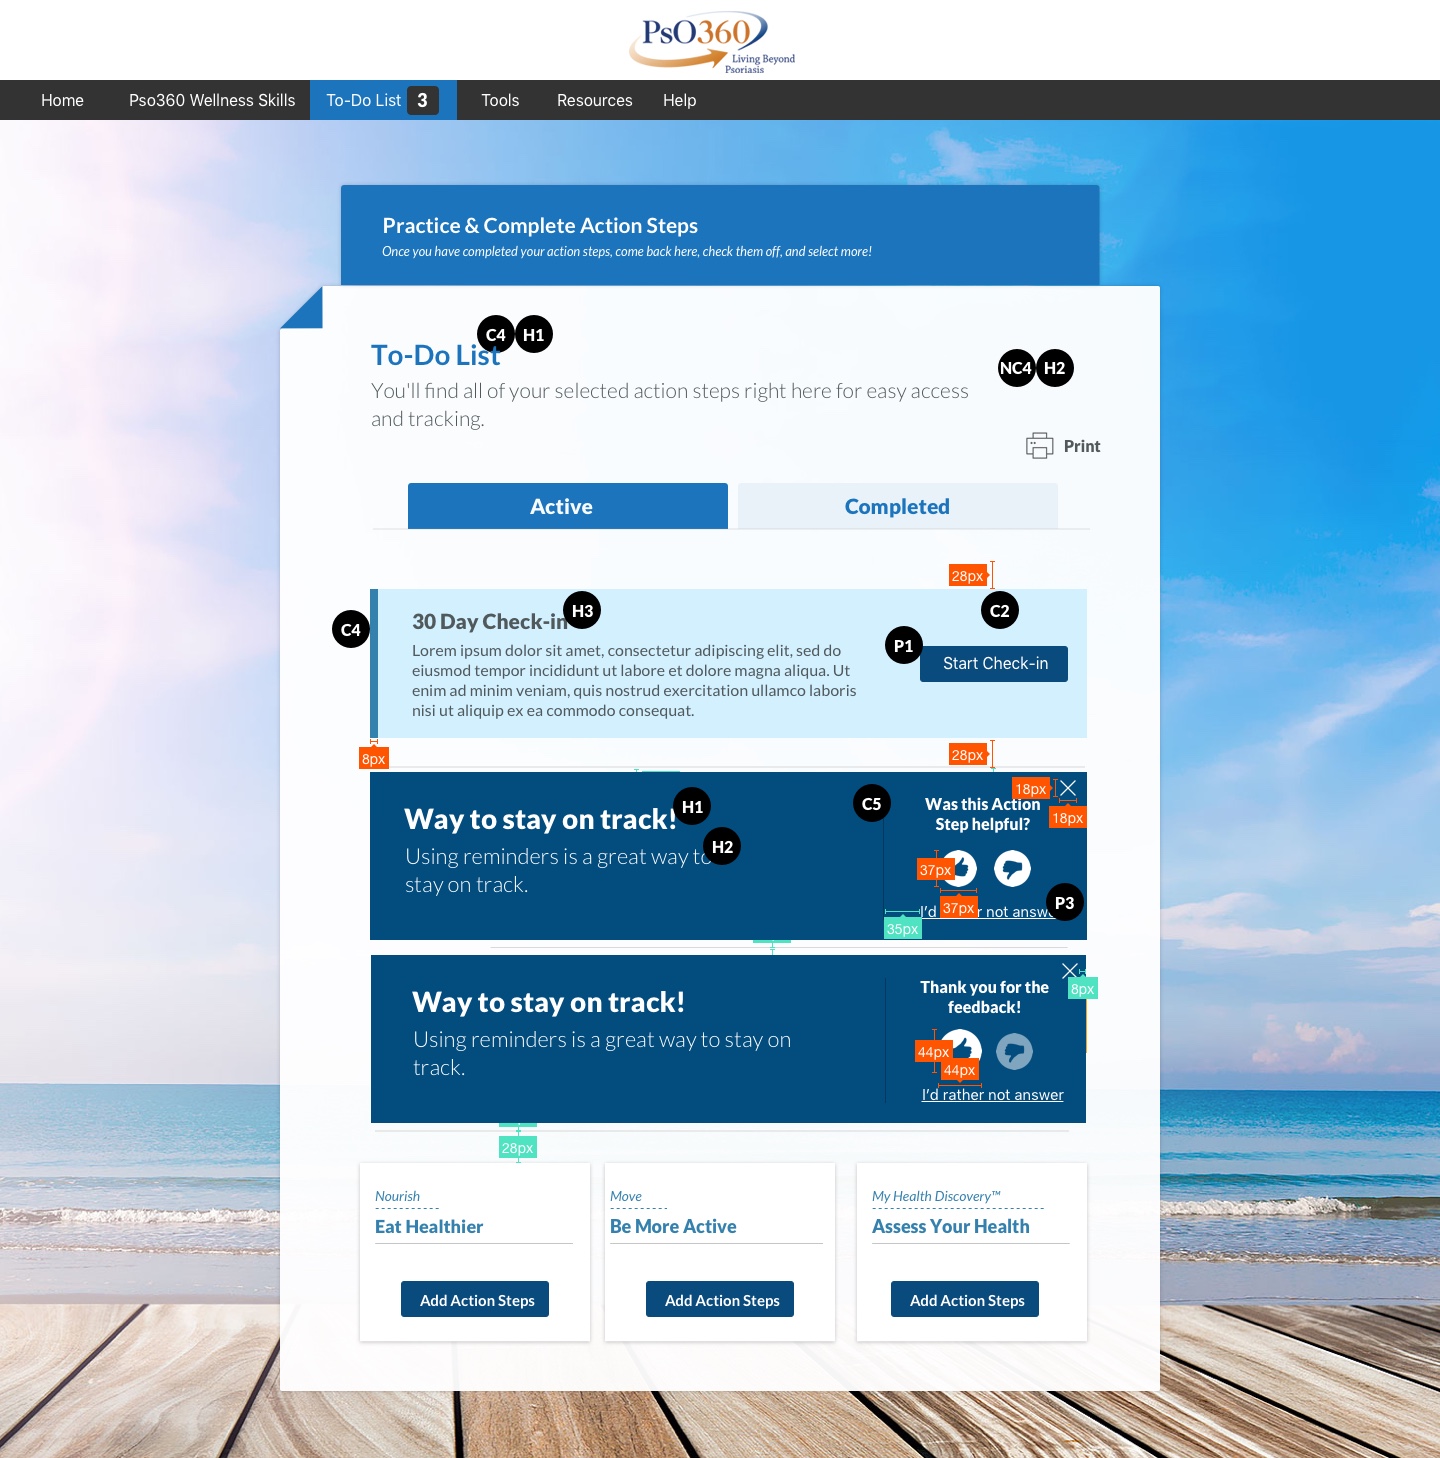 PsO360
Living Beyond
Psoriasis
Home
Pso360 Wellness Skills
To-Do List 3
Tools
Resources
Help
Practice & Complete Action Steps
Once you have completed your action steps, come back here, check them off, and select more!
C4 H1
To-Do List
NC4 H2
You'll find all of your selected action steps right here for easy access
and tracking.
Print
Active
Completed
28px
C4
30 Day Check-in
H3
C2
Lorem ipsum dolor sit amet, consectetur adipiscing elit, sed do
eiusmod tempor incididunt ut labore et dolore magna aliqua. Ut
enim ad minim veniam, quis nostrud exercitation ullamco laboris
nisi ut aliquip ex ea commodo consequat.
P1
Start Check-in
8px
28px
Way to stay on track!
H1
H2
Using reminders is a great way to
stay on track.
C5
18px
18px
Was this Action
Step helpful?
37px
37px
I'd r not answ
P3
35px
Way to stay on track!
Using reminders is a great way to stay on
track.
8px
Thank you for the
feedback!
44px
44px
I'd rather not answer
28px
Nourish
Eat Healthier
Add Action Steps
Move
Be More Active
Add Action Steps
My Health Discovery™
Assess Your Health
Add Action Steps